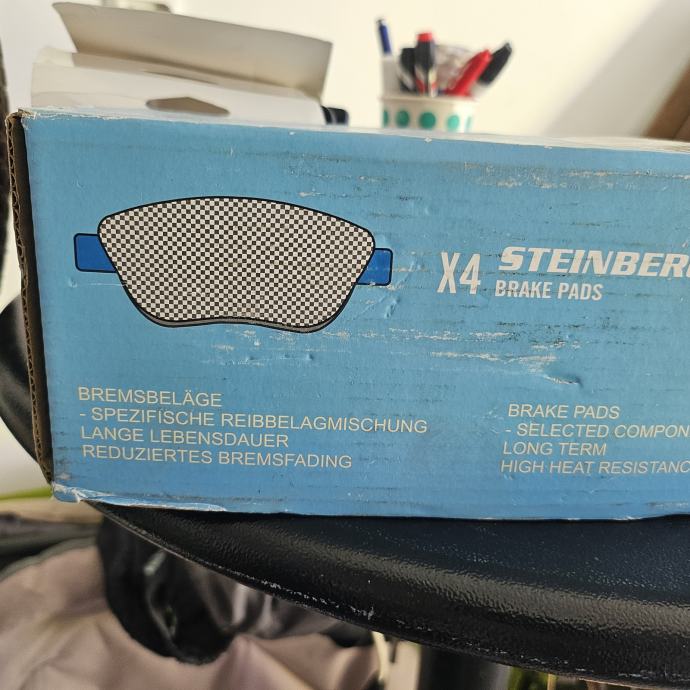 X4 STEINBER
BRAKE PADS
BREMSBELÄGE
- SPEZIFISCHE REIBBELAGMISCHUNG
LANGE LEBENSDAUER
REDUZIERTES BREMSFADING
BRAKE PADS
- SELECTED COMPON
LONG TERM
HIGH HEAT RESISTANC